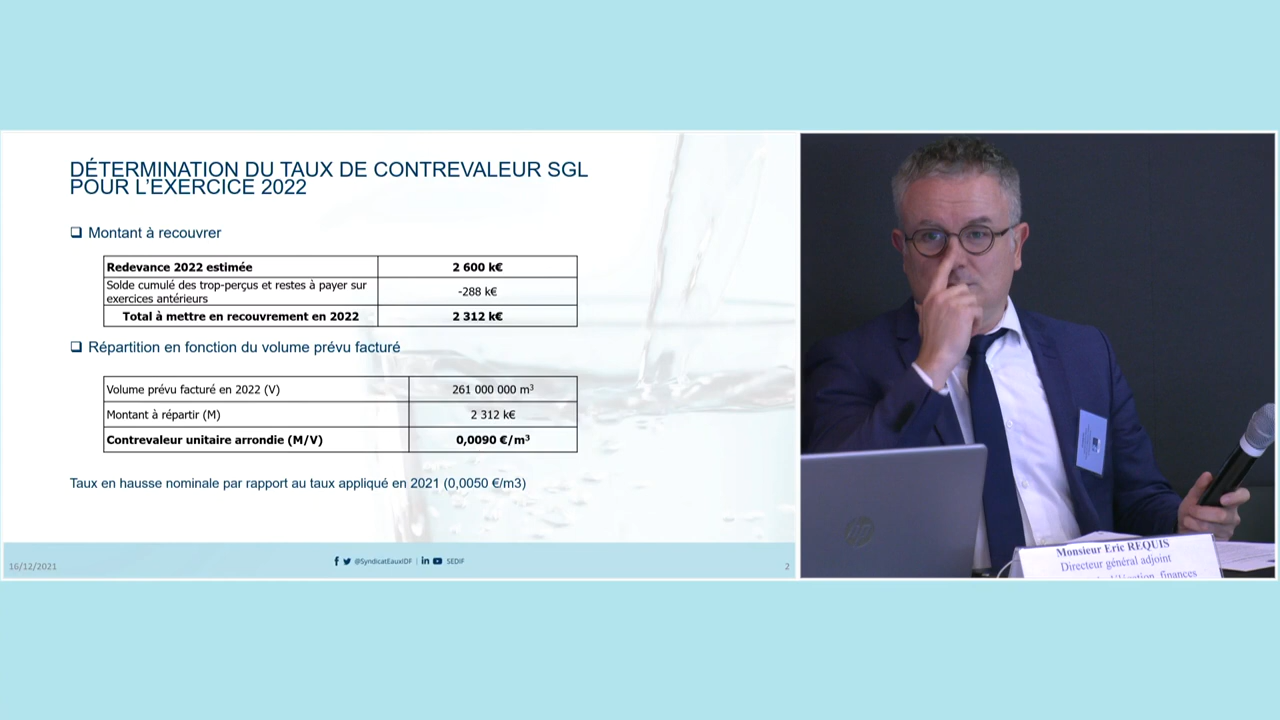 DÉTERMINATION DU TAUX DE CONTREVALEUR SGL
POUR L'EXERCICE 2022
❑ Montant à recouvrer
Redevance 2022 estimée 2 600 k€
Solde cumulé des trop-perçus et restes à payer sur
exercices antérieurs -288 k€
Total à mettre en recouvrement en 2022 2 312 k€
❑ Répartition en fonction du volume prévu facturé
Volume prévu facturé en 2022 (V) 261 000 000 m³
Montant à répartir (M) 2 312 k€
Contrevaleur unitaire arrondie (M/V) 0,0090 €/m³
Taux en hausse nominale par rapport au taux appliqué en 2021 (0,0050 €/m3)
16/12/2021 @SyndicatEauxIDF | SEDIF 2
hp
Monsieur Eric REQUIS
Directeur général adjoint
finances